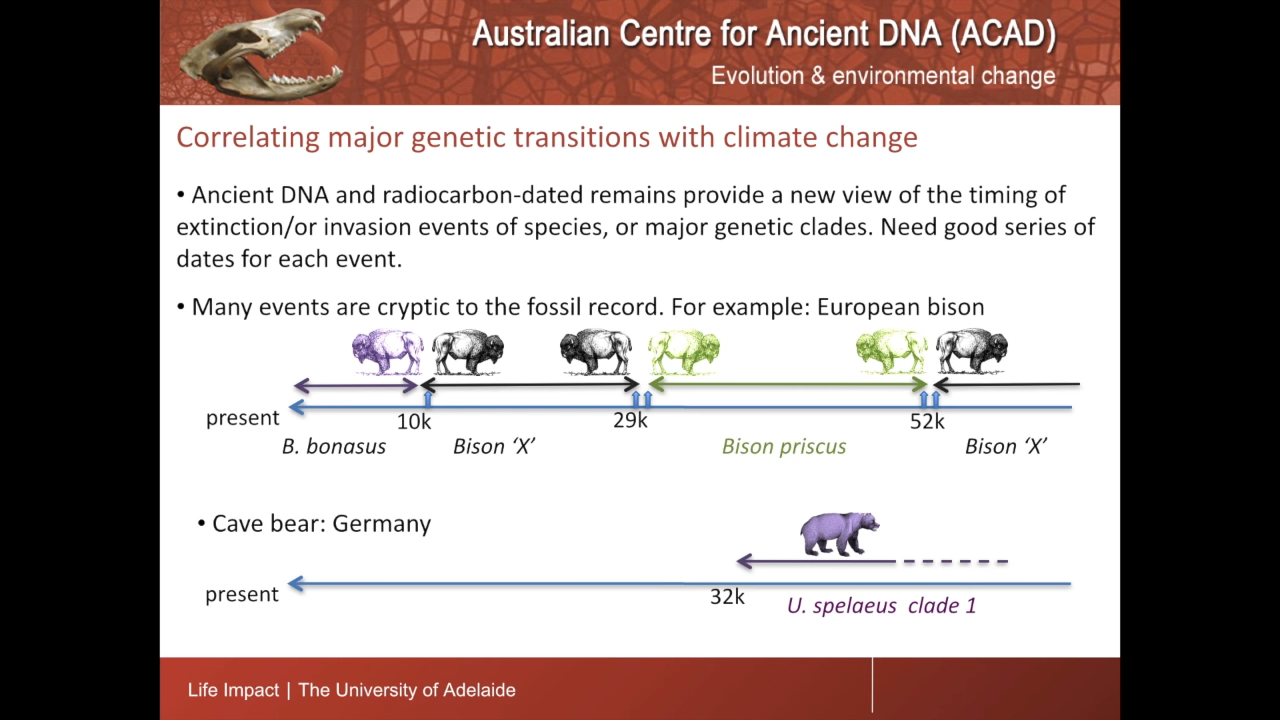 Australian Centre for Ancient DNA (ACAD)
Evolution & environmental change
Correlating major genetic transitions with climate change
• Ancient DNA and radiocarbon-dated remains provide a new view of the timing of
extinction/or invasion events of species, or major genetic clades. Need good series of
dates for each event.
• Many events are cryptic to the fossil record. For example: European bison
present 10k 29k 52k
B. bonasus Bison ‘X’ Bison priscus Bison ‘X’
• Cave bear: Germany
present 32k U. spelaeus clade 1
Life Impact | The University of Adelaide